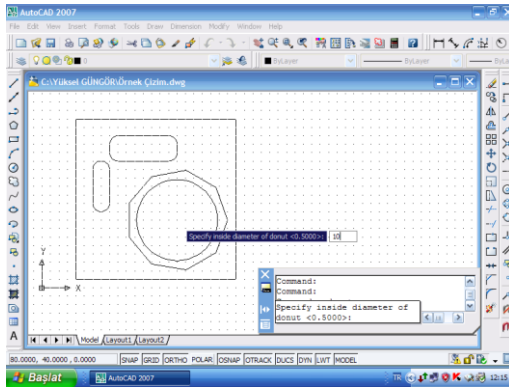 AutoCAD 2007
File Edit View Insert Format Tools Draw Dimension Modify Window Help
0 ByLayer ByLayer ByLa
C:\Yüksel GÜNGÖR\Örnek Çizim.dwg
Specify inside diameter of donut <0.5000>: 10
Y
X
Command:
Command:
Specify inside diameter of
donut <0.5000>:
Model Layout1 Layout2
A
80.0000, 40.0000 , 0.0000 SNAP GRID ORTHO POLAR OSNAP OTRACK DUCS DYN LWT MODEL
Başlat AutoCAD 2007 TR 12:15